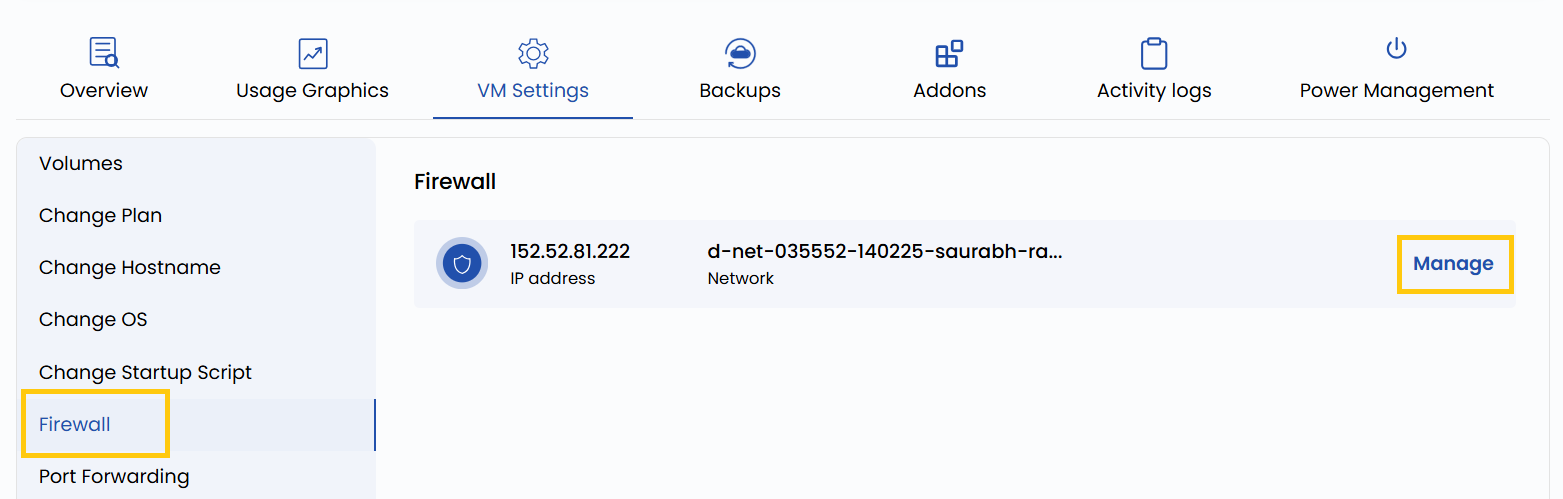 Overview
Usage Graphics
VM Settings
Backups
Addons
Activity logs
Power Management
Volumes
Change Plan
Change Hostname
Change OS
Change Startup Script
Firewall
Port Forwarding
Firewall
152.52.81.222
IP address
d-net-035552-140225-saurabh-ra...
Network
Manage